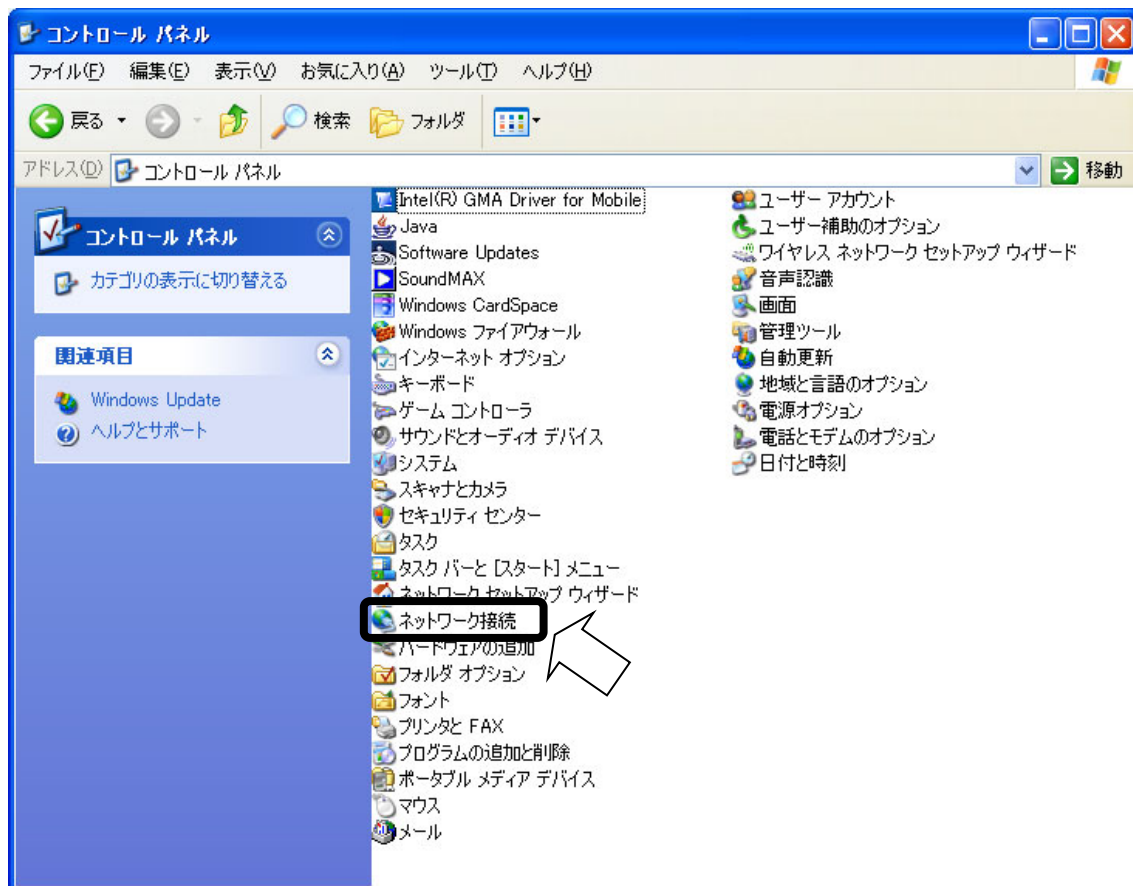 コントロール パネル
ファイル(F) 編集(E) 表示(V) お気に入り(A) ツール(T) ヘルプ(H)
戻る 検索 フォルダ
アドレス(D) コントロール パネル 移動
コントロール パネル
カテゴリの表示に切り替える
関連項目
Windows Update
ヘルプとサポート
Intel(R) GMA Driver for Mobile
Java
Software Updates
SoundMAX
Windows CardSpace
Windows ファイアウォール
インターネット オプション
キーボード
ゲーム コントローラ
サウンドとオーディオ デバイス
システム
スキャナとカメラ
セキュリティ センター
タスク
タスク バーと [スタート] メニュー
ネットワーク セットアップ ウィザード
ネットワーク接続
ハードウェアの追加
フォルダ オプション
フォント
プリンタと FAX
プログラムの追加と削除
ポータブル メディア デバイス
マウス
メール
ユーザー アカウント
ユーザー補助のオプション
ワイヤレス ネットワーク セットアップ ウィザード
音声認識
画面
管理ツール
自動更新
地域と言語のオプション
電源オプション
電話とモデムのオプション
日付と時刻